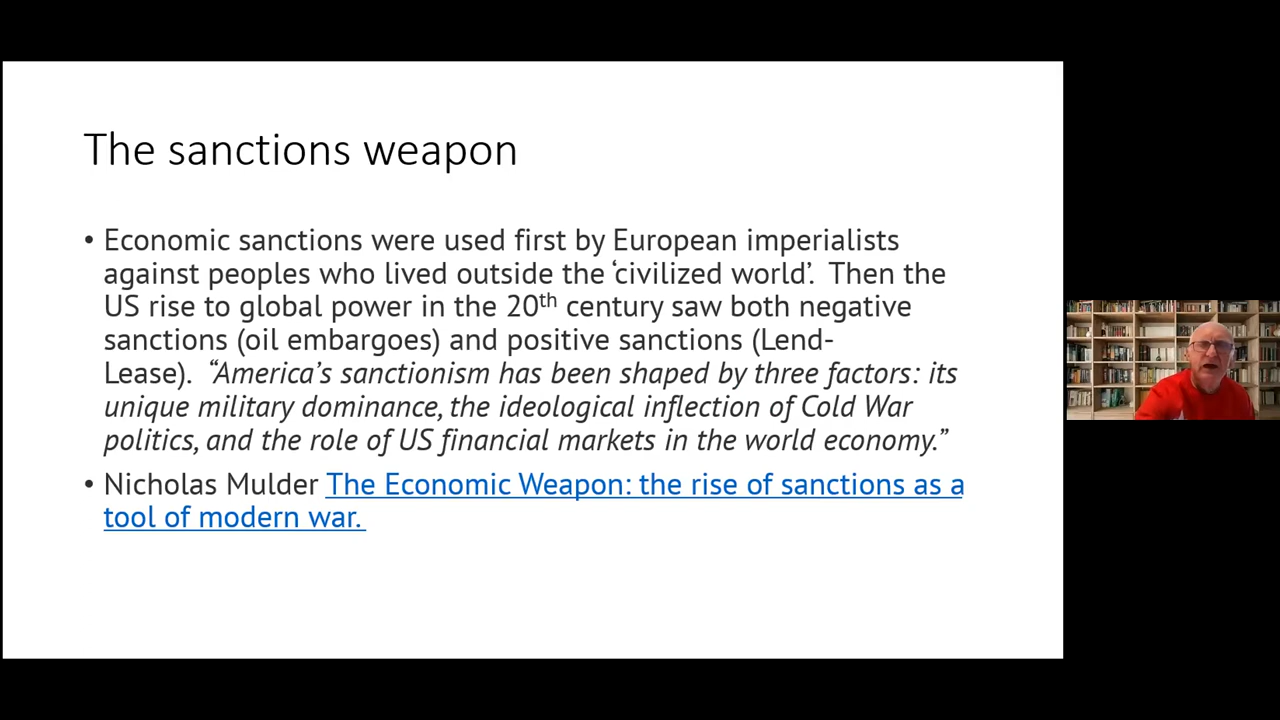 The sanctions weapon
• Economic sanctions were used first by European imperialists
against peoples who lived outside the ‘civilized world’.  Then the
US rise to global power in the 20th century saw both negative
sanctions (oil embargoes) and positive sanctions (Lend-
Lease).  “America’s sanctionism has been shaped by three factors: its
unique military dominance, the ideological inflection of Cold War
politics, and the role of US financial markets in the world economy.”
• Nicholas Mulder The Economic Weapon: the rise of sanctions as a
tool of modern war.